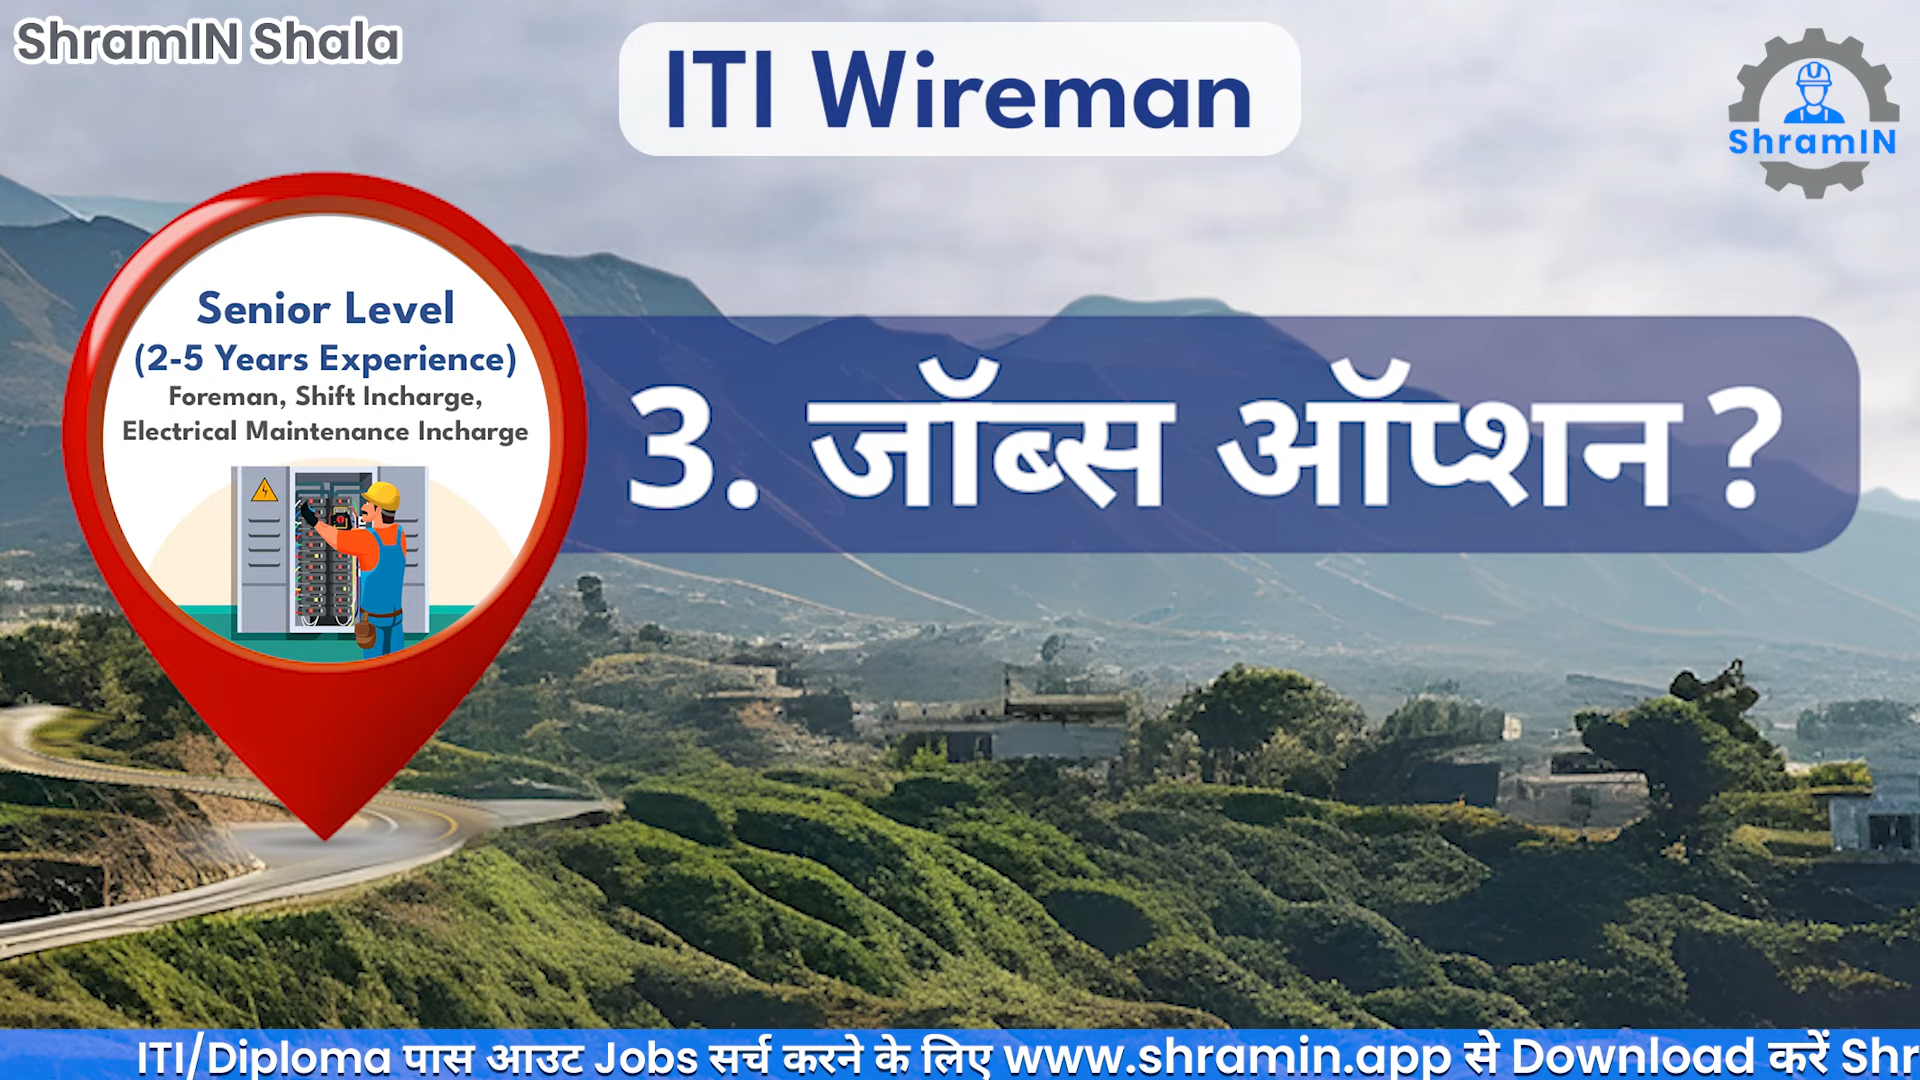 ShramIN Shala
ITI Wireman
ShramIN
Senior Level
(2-5 Years Experience)
Foreman, Shift Incharge,
Electrical Maintenance Incharge
3. जॉब्स ऑप्शन ?
ITI/Diploma पास आउट Jobs सर्च करने के लिए www.shramin.app से Download करें Shr